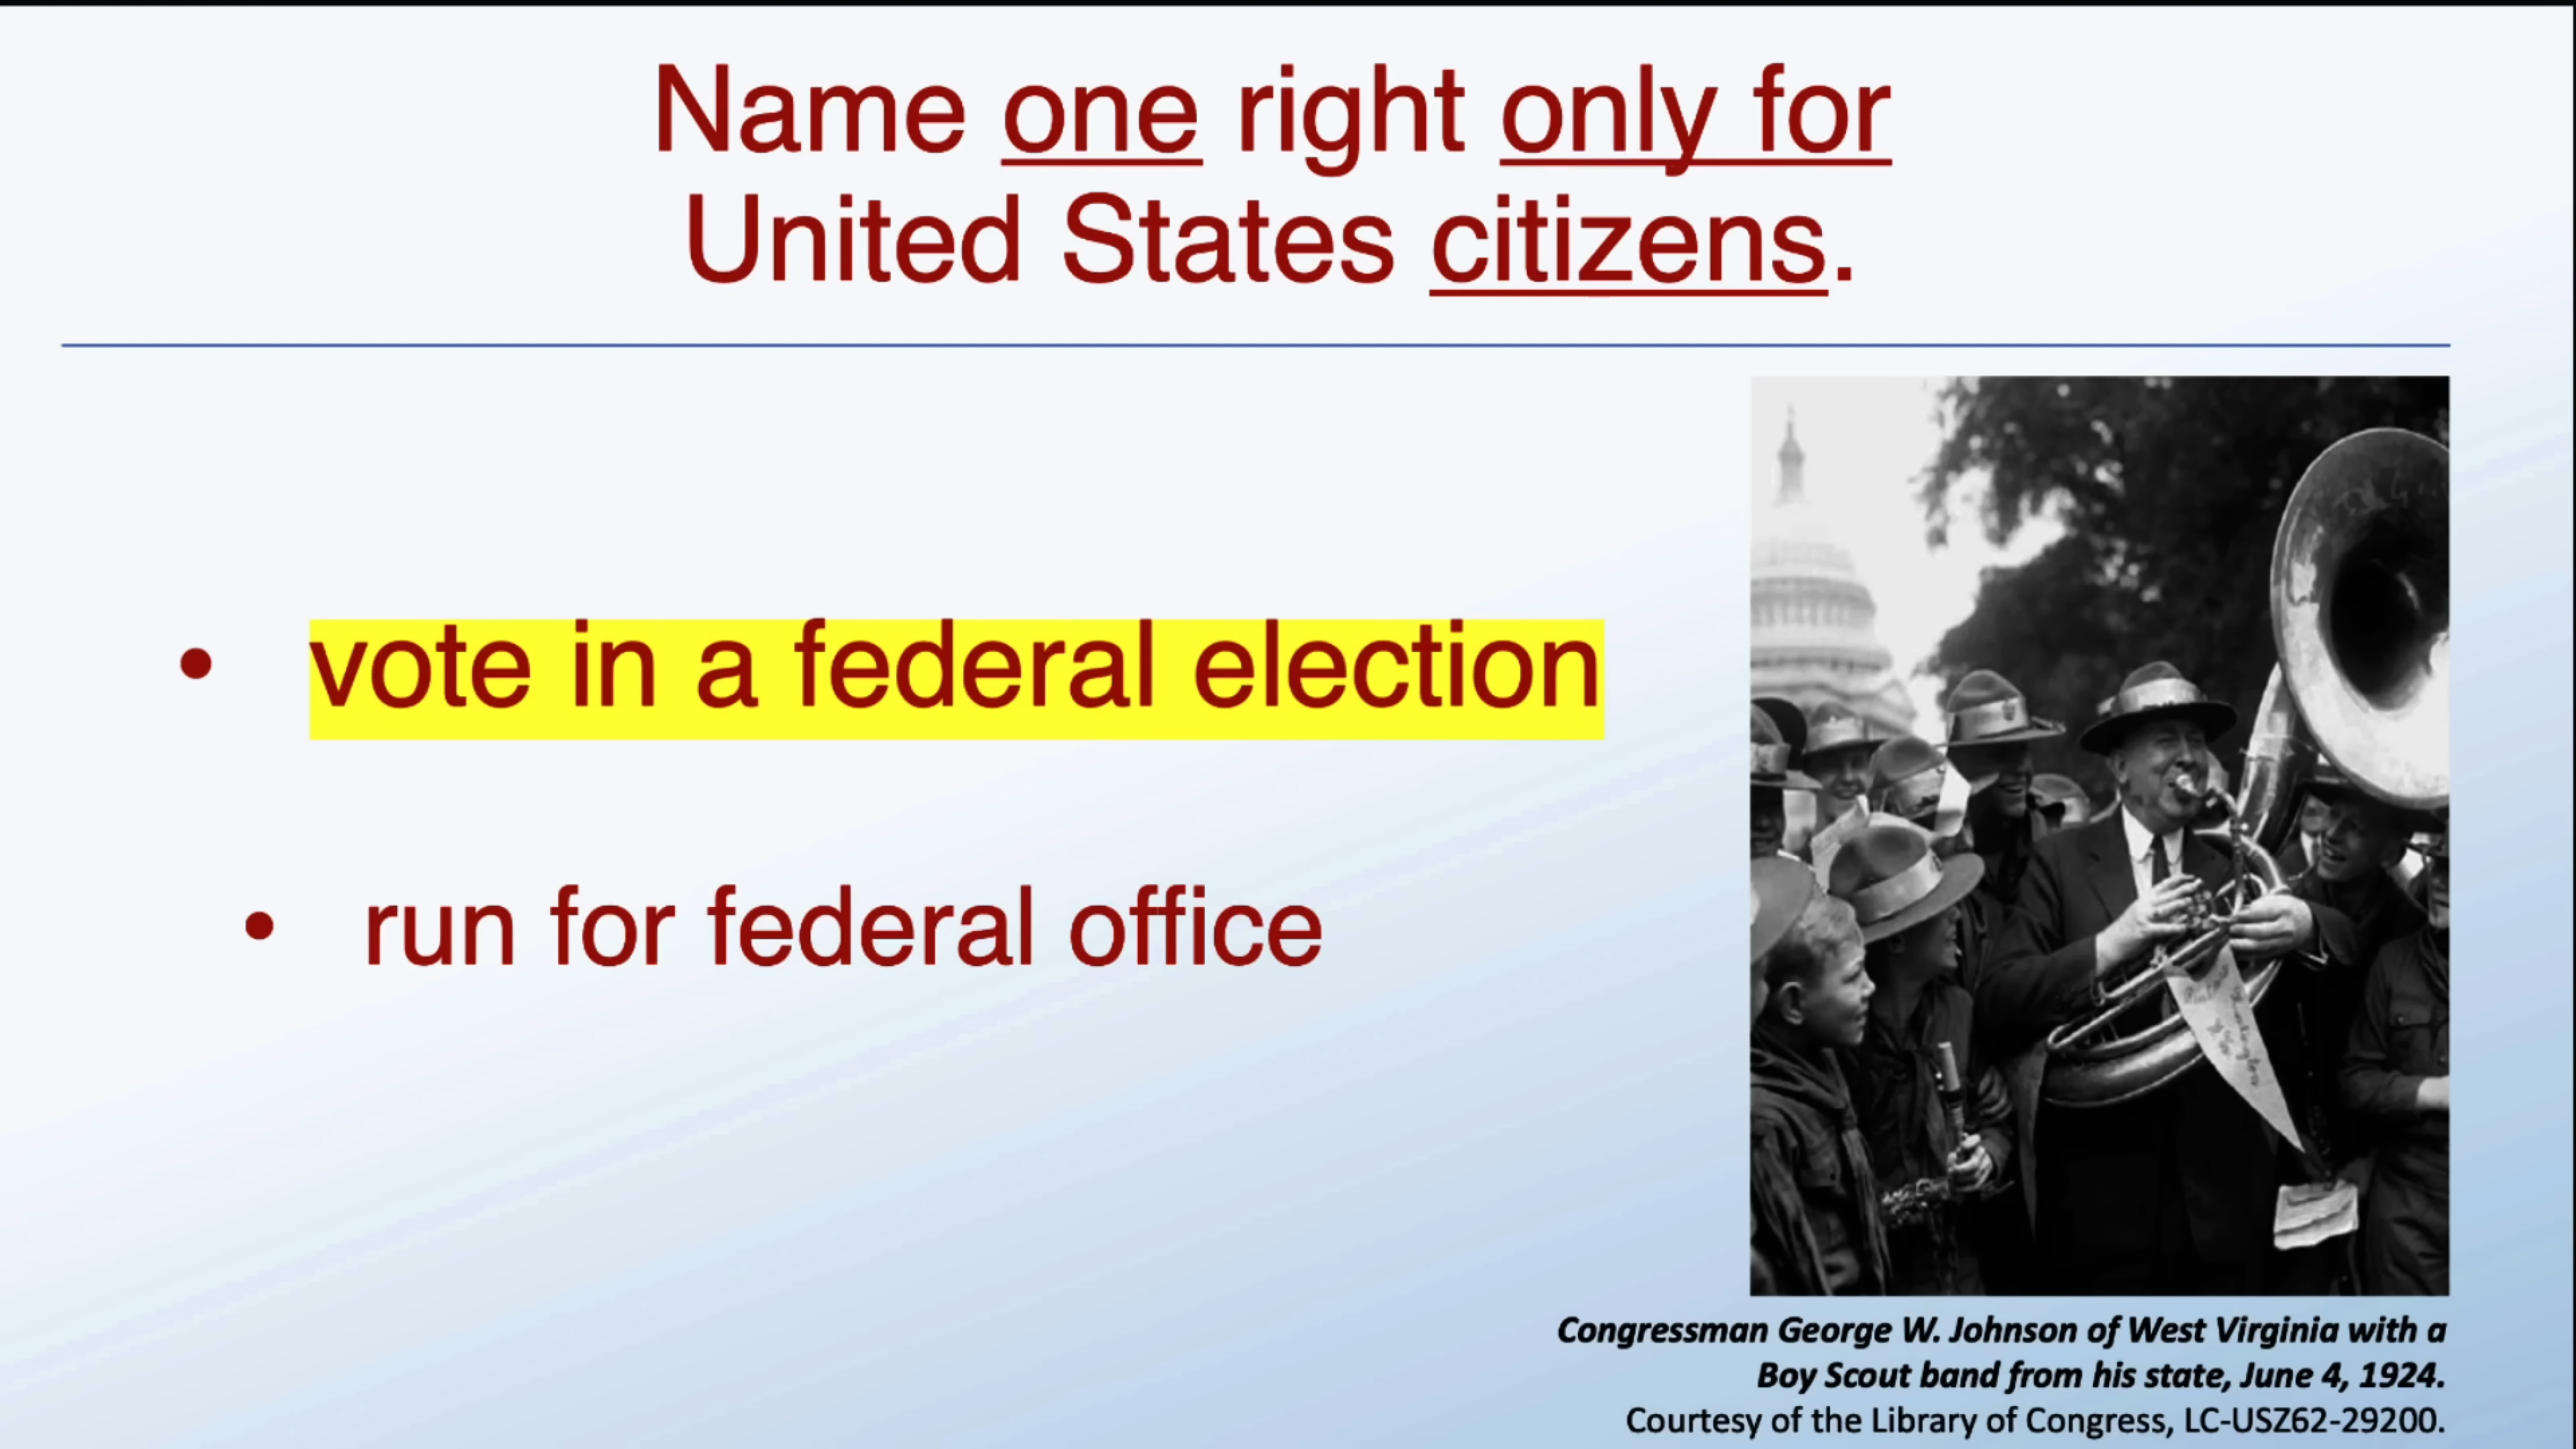 Name one right only for
United States citizens.
• vote in a federal election
• run for federal office
Congressman George W. Johnson of West Virginia with a
Boy Scout band from his state, June 4, 1924.
Courtesy of the Library of Congress, LC-USZ62-29200.